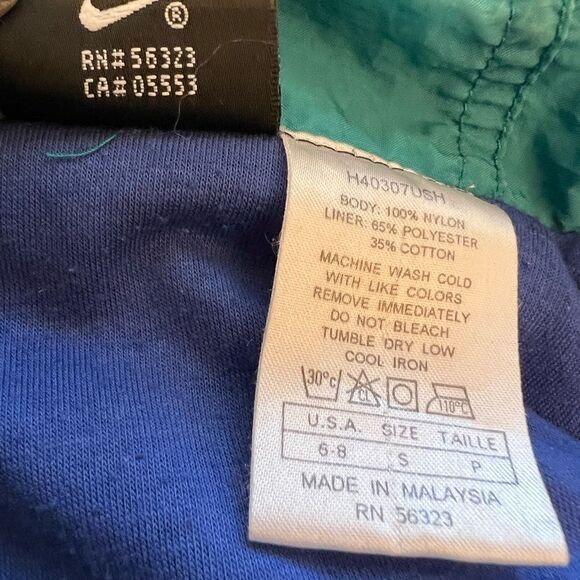 ®
RN# 56323
CA# 05553
H40307USH
BODY: 100% NYLON
LINER: 65% POLYESTER
35% COTTON
MACHINE WASH COLD
WITH LIKE COLORS
REMOVE IMMEDIATELY
DO NOT BLEACH
TUMBLE DRY LOW
COOL IRON
30°C CL 110°C
U.S.A. SIZE TAILLE
6-8 S P
MADE IN MALAYSIA
RN 56323